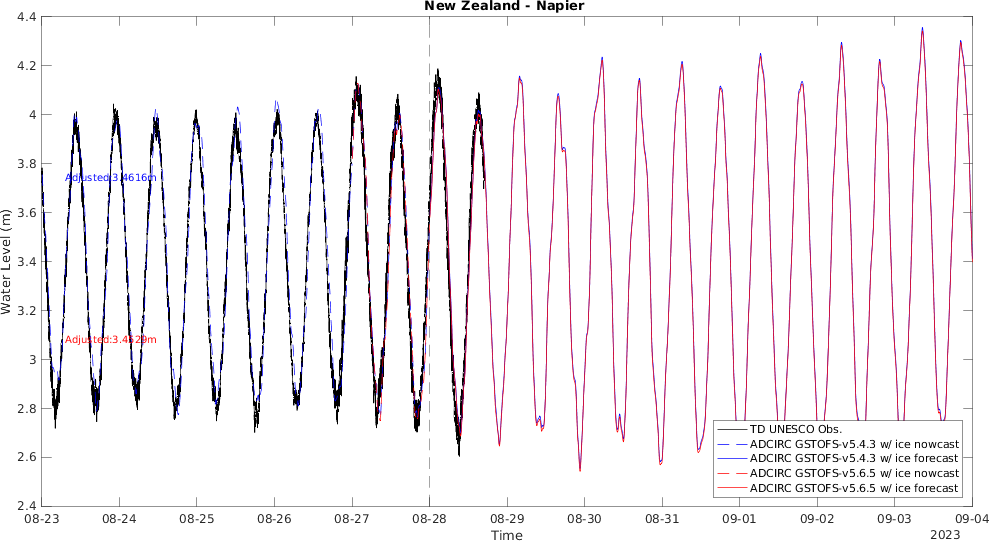 New Zealand - Napier
4.4
4.2
4
3.8
3.6
3.4
3.2
3
2.8
2.6
2.4
Water Level (m)
Adjusted:3.4616m
Adjusted:3.4329m
TD UNESCO Obs.
ADCIRC GSTOFS-v5.4.3 w/ ice nowcast
ADCIRC GSTOFS-v5.4.3 w/ ice forecast
ADCIRC GSTOFS-v5.6.5 w/ ice nowcast
ADCIRC GSTOFS-v5.6.5 w/ ice forecast
08-23 08-24 08-25 08-26 08-27 08-28 08-29 08-30 08-31 09-01 09-02 09-03 09-04
Time
2023